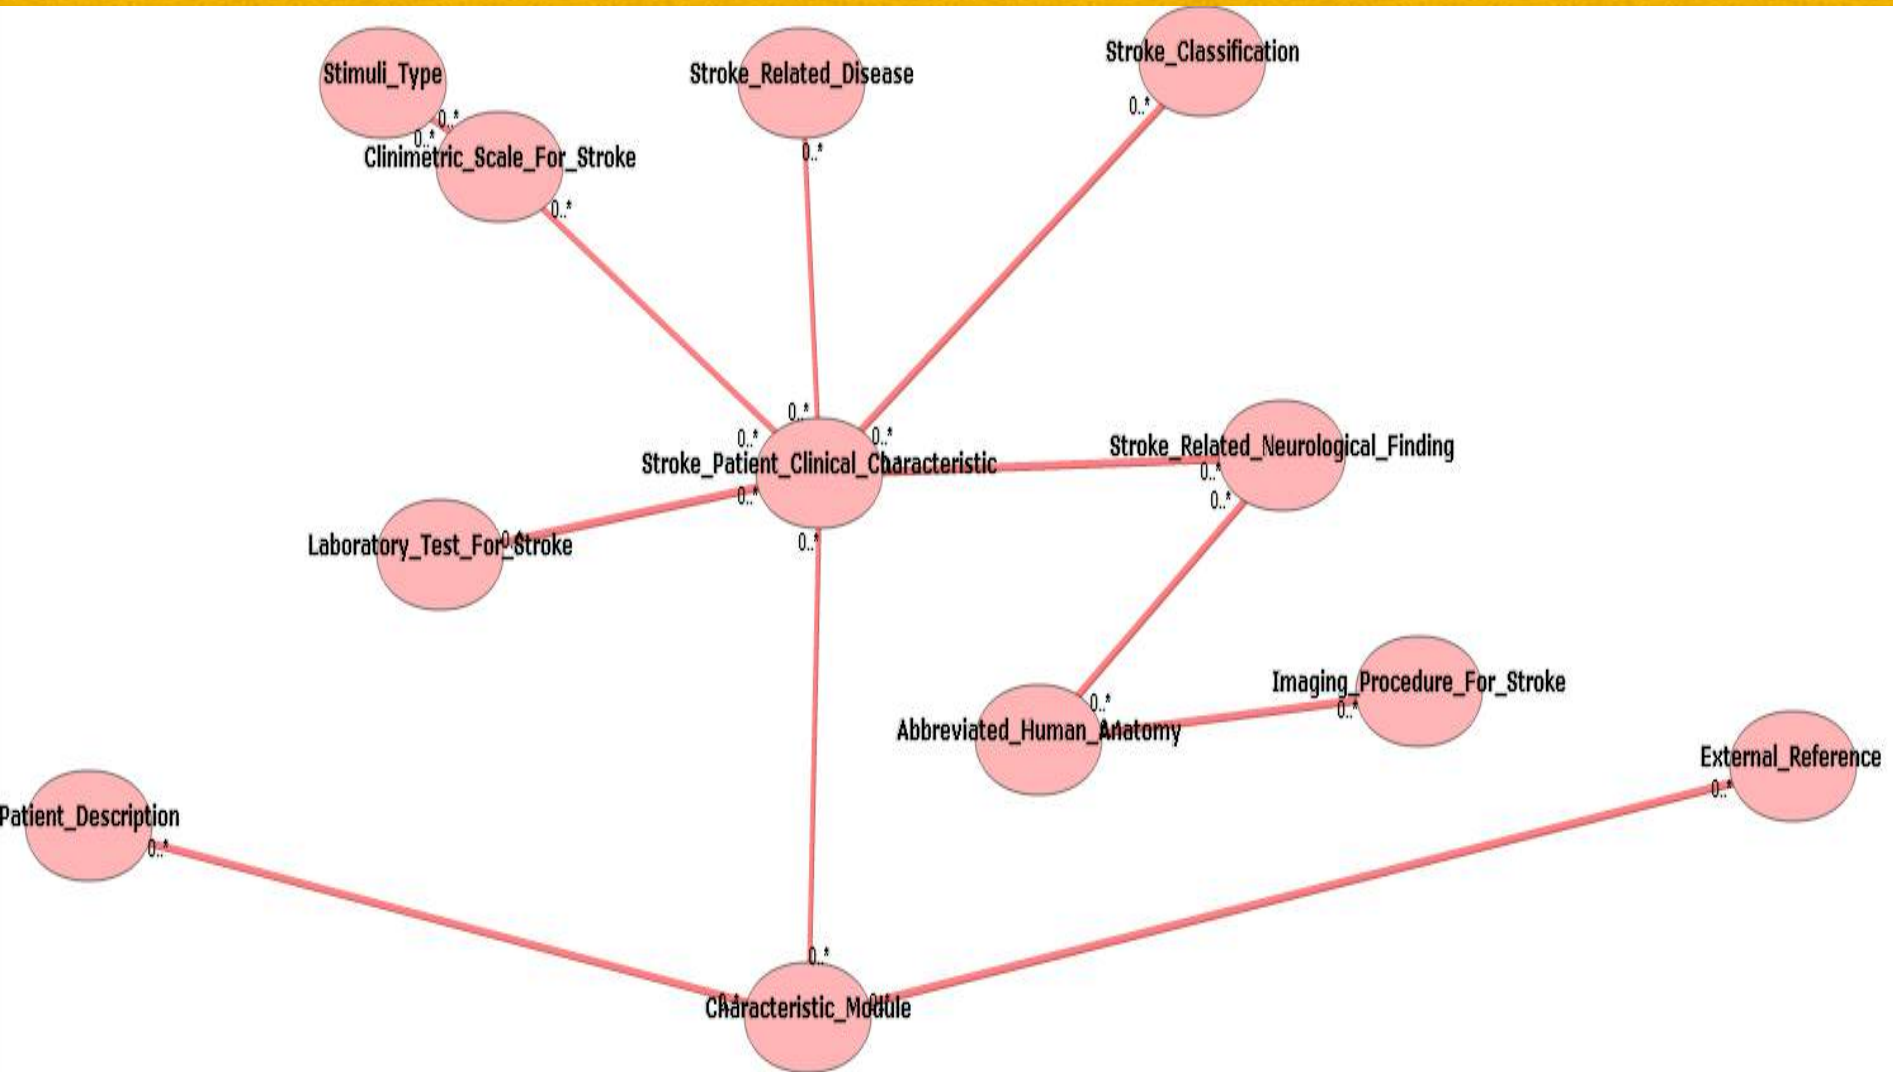 Stroke_Classification
Stimuli_Type
Stroke_Related_Disease
0..*
0..*
0..*
0..*
Clinimetric_Scale_For_Stroke
0..*
0..*
0..*
0..*
Stroke_Related_Neurological_Finding
Stroke_Patient_Clinical_Characteristic
0..*
0..*
0..*
0..*
0..*
Laboratory_Test_For_Stroke
Imaging_Procedure_For_Stroke
0..*
0..*
Abbreviated_Human_Anatomy
External_Reference
0..*
Patient_Description
0..*
0..*
Characteristic_Module